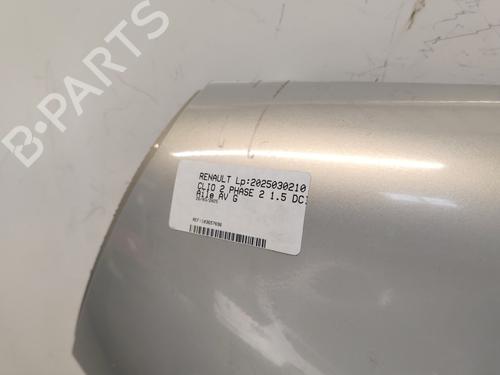 B-PARTS
RENAULT Lp:2025030210
CLIO 2 PHASE 2 1.5 DCI
Aile AV G